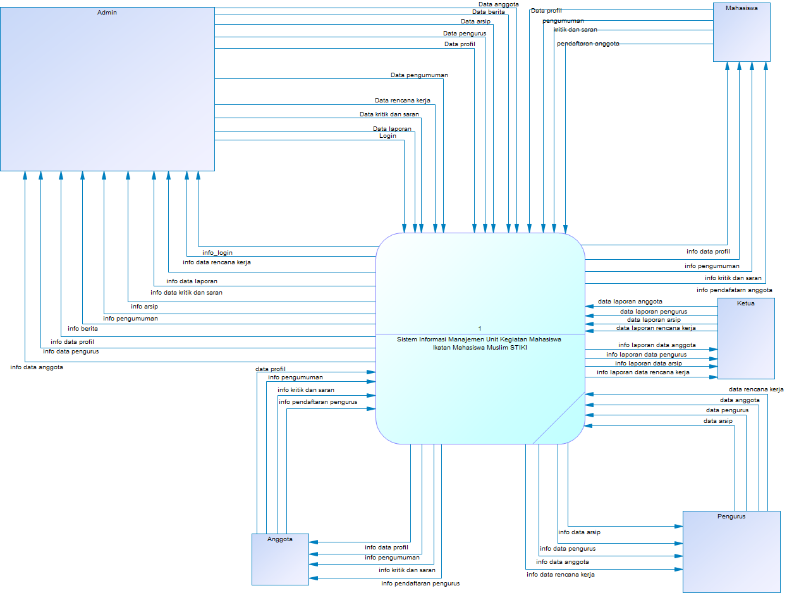 Admin
Data anggota
Data berita
Data arsip
Data pengurus
Data profil
Data pengumuman
Data rencana kerja
Data kritik dan saran
Data laporan
Login
Data profil
pengumuman
kritik dan saran
pendaftaran anggota
Mahasiswa
info_login
info data rencana kerja
info data laporan
info data kritik dan saran
info arsip
info pengumuman
info berita
info data profil
info data pengurus
info data anggota
1
Sistem Informasi Manajemen Unit Kegiatan Mahasiswa
Ikatan Mahasiswa Muslim STIKI
info data profil
info pengumuman
info kritik dan saran
info pendafatarn anggota
data laporan anggota
data laporan pengurus
data laporan arsip
data laporan rencana kerja
Ketua
info laporan data anggota
info laporan data pengurus
info laporan data arsip
info laporan data rencana kerja
data profil
info pengumuman
info kritik dan saran
info pendaftaran pengurus
Anggota
info data profil
info pengumuman
info kritik dan saran
info pendaftaran pengurus
data rencana kerja
data anggota
data pengurus
data arsip
Pengurus
info data arsip
info data pengurus
info data anggota
info data rencana kerja